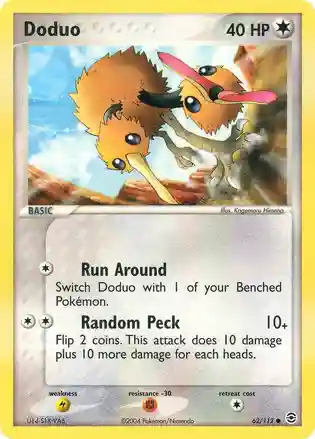 Doduo 40 HP
BASIC
Illus. Kagemaru Himeno
Run Around
Switch Doduo with 1 of your Benched
Pokémon.
Random Peck 10+
Flip 2 coins. This attack does 10 damage
plus 10 more damage for each heads.
weakness resistance -30 retreat cost
©2004 Pokémon/Nintendo 62/112